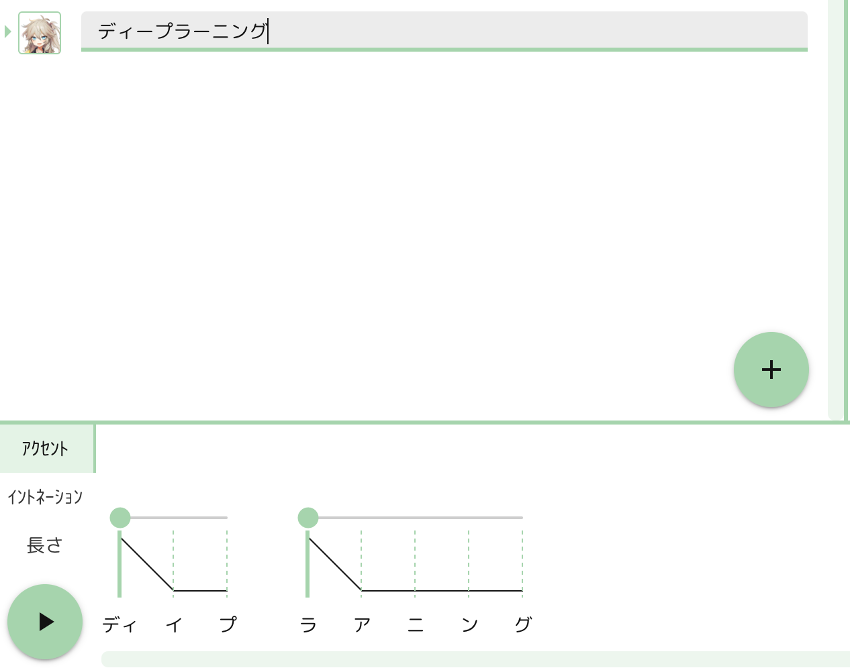 ディープラーニング
アクセント
イントネーション
長さ
ディ イ プ ラ ア ニ ン グ